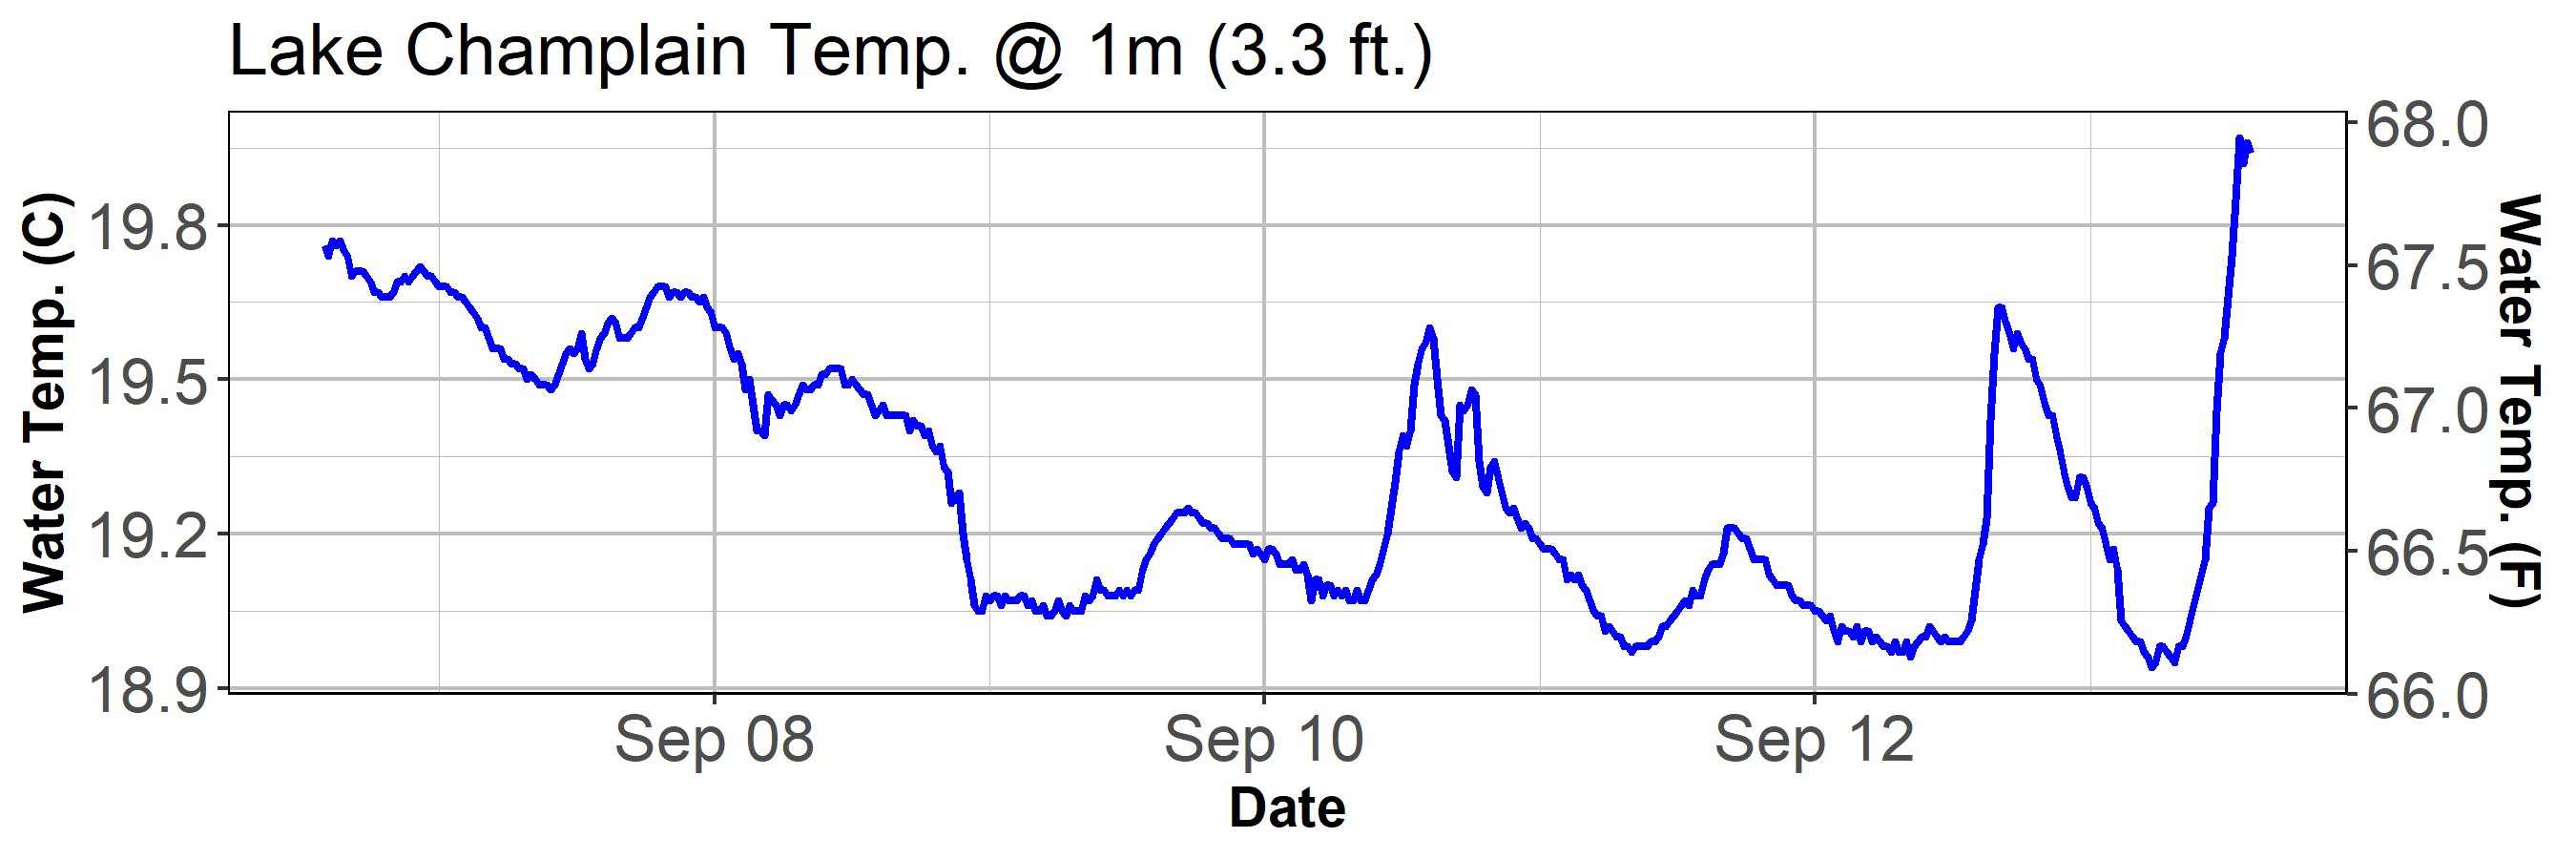 Lake Champlain Temp. @ 1m (3.3 ft.)
Water Temp. (C)
19.8
19.5
19.2
18.9
68.0
67.5
67.0
66.5
66.0
Water Temp. (F)
Sep 08
Sep 10
Sep 12
Date